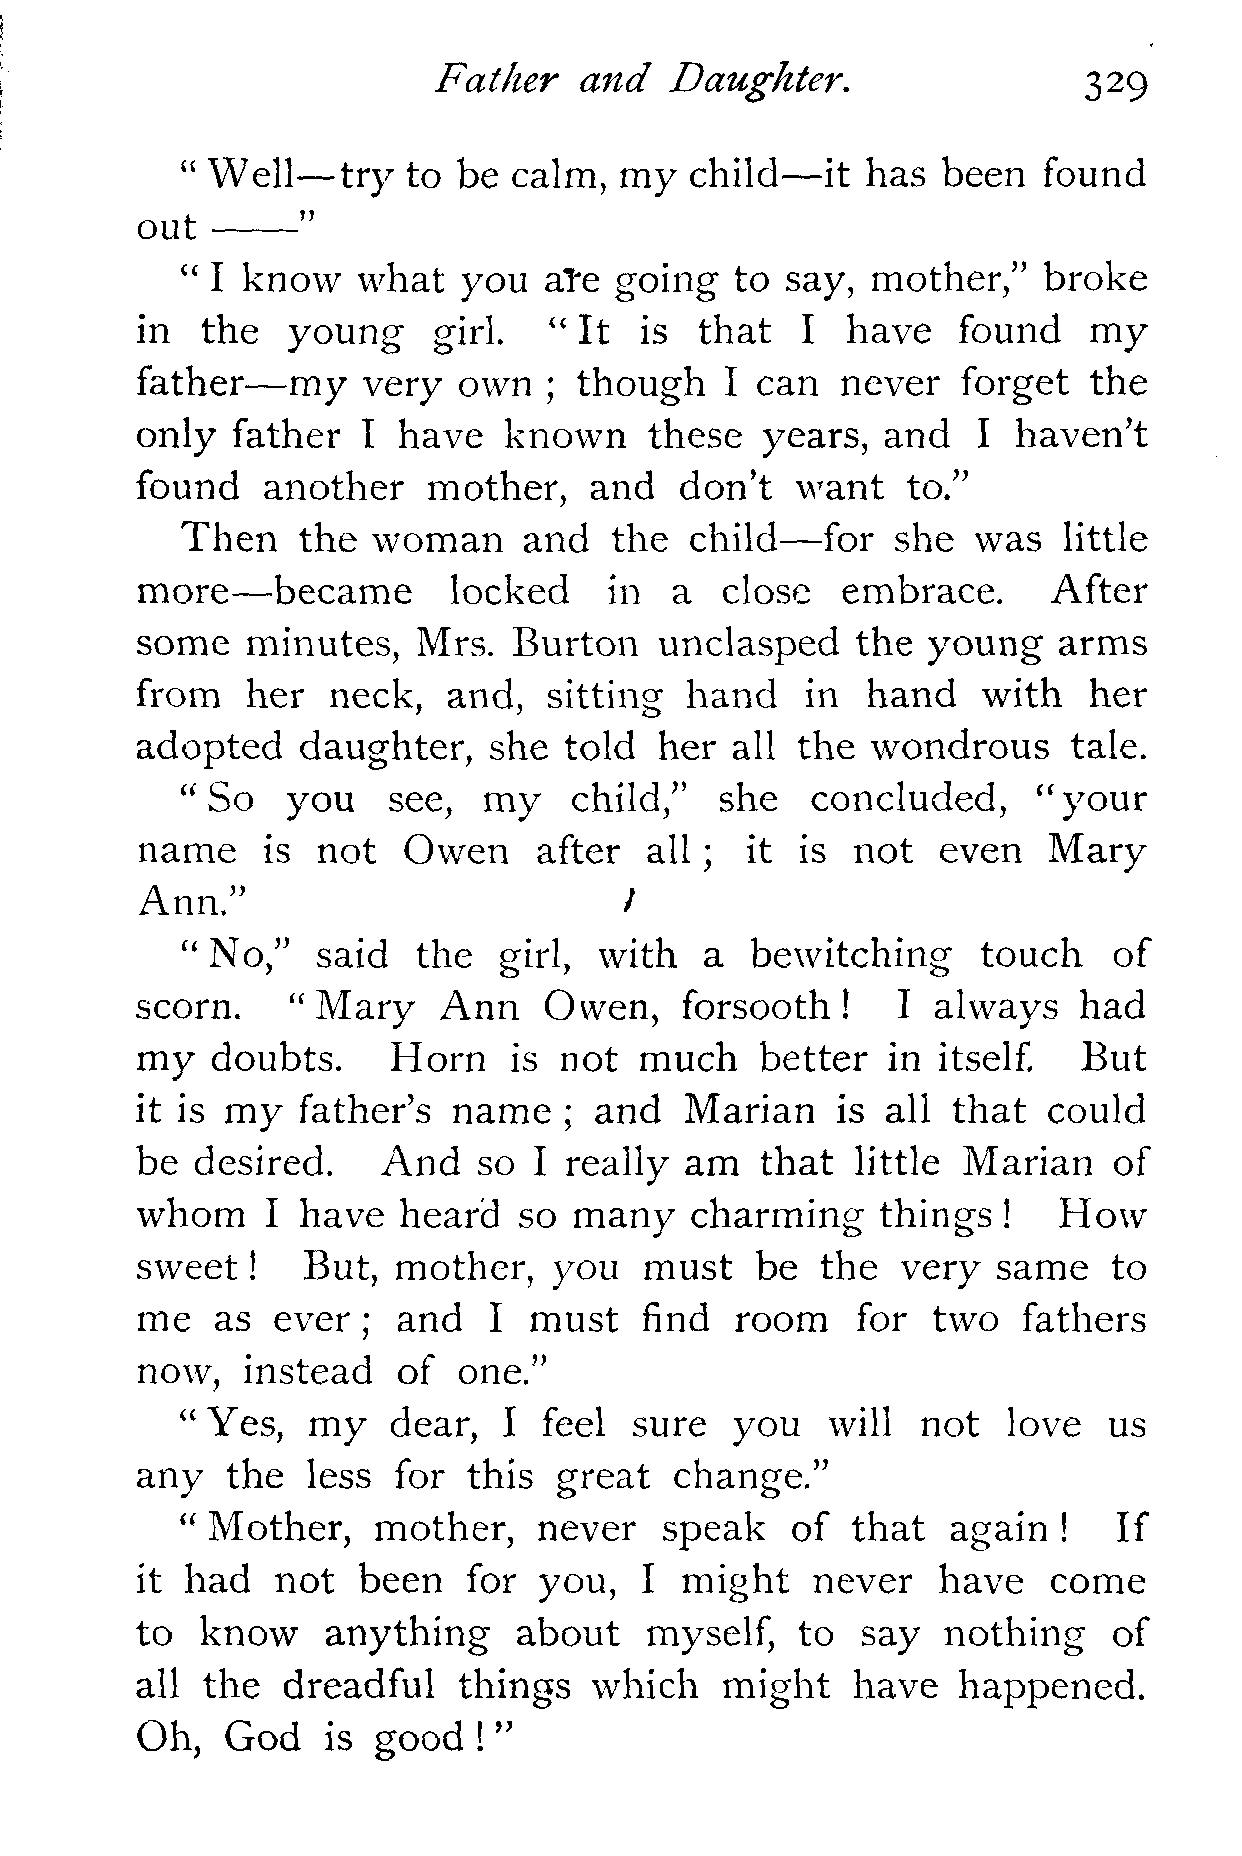 Father and Daughter. 329
“ Well—try to be calm, my child—it has been found
out ——”
“ I know what you are going to say, mother,” broke
in the young girl. “ It is that I have found my
father—my very own ; though I can never forget the
only father I have known these years, and I haven't
found another mother, and don't want to.”
Then the woman and the child—for she was little
more—became locked in a close embrace. After
some minutes, Mrs. Burton unclasped the young arms
from her neck, and, sitting hand in hand with her
adopted daughter, she told her all the wondrous tale.
“ So you see, my child,” she concluded, “ your
name is not Owen after all ; it is not even Mary
Ann.”
“ No,” said the girl, with a bewitching touch of
scorn. “ Mary Ann Owen, forsooth ! I always had
my doubts. Horn is not much better in itself. But
it is my father's name ; and Marian is all that could
be desired. And so I really am that little Marian of
whom I have heard so many charming things ! How
sweet ! But, mother, you must be the very same to
me as ever ; and I must find room for two fathers
now, instead of one.”
“ Yes, my dear, I feel sure you will not love us
any the less for this great change.”
“ Mother, mother, never speak of that again ! If
it had not been for you, I might never have come
to know anything about myself, to say nothing of
all the dreadful things which might have happened.
Oh, God is good ! ”